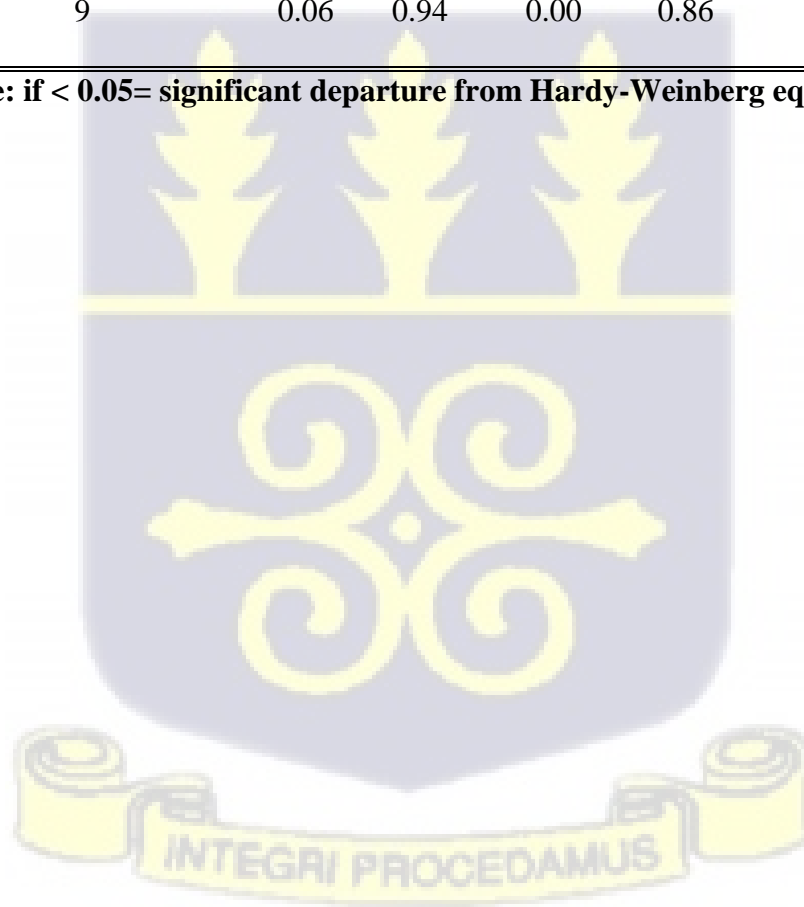 9 0.06 0.94 0.00 0.86
e: if < 0.05= significant departure from Hardy-Weinberg eq
INTEGRI PROCEDAMUS